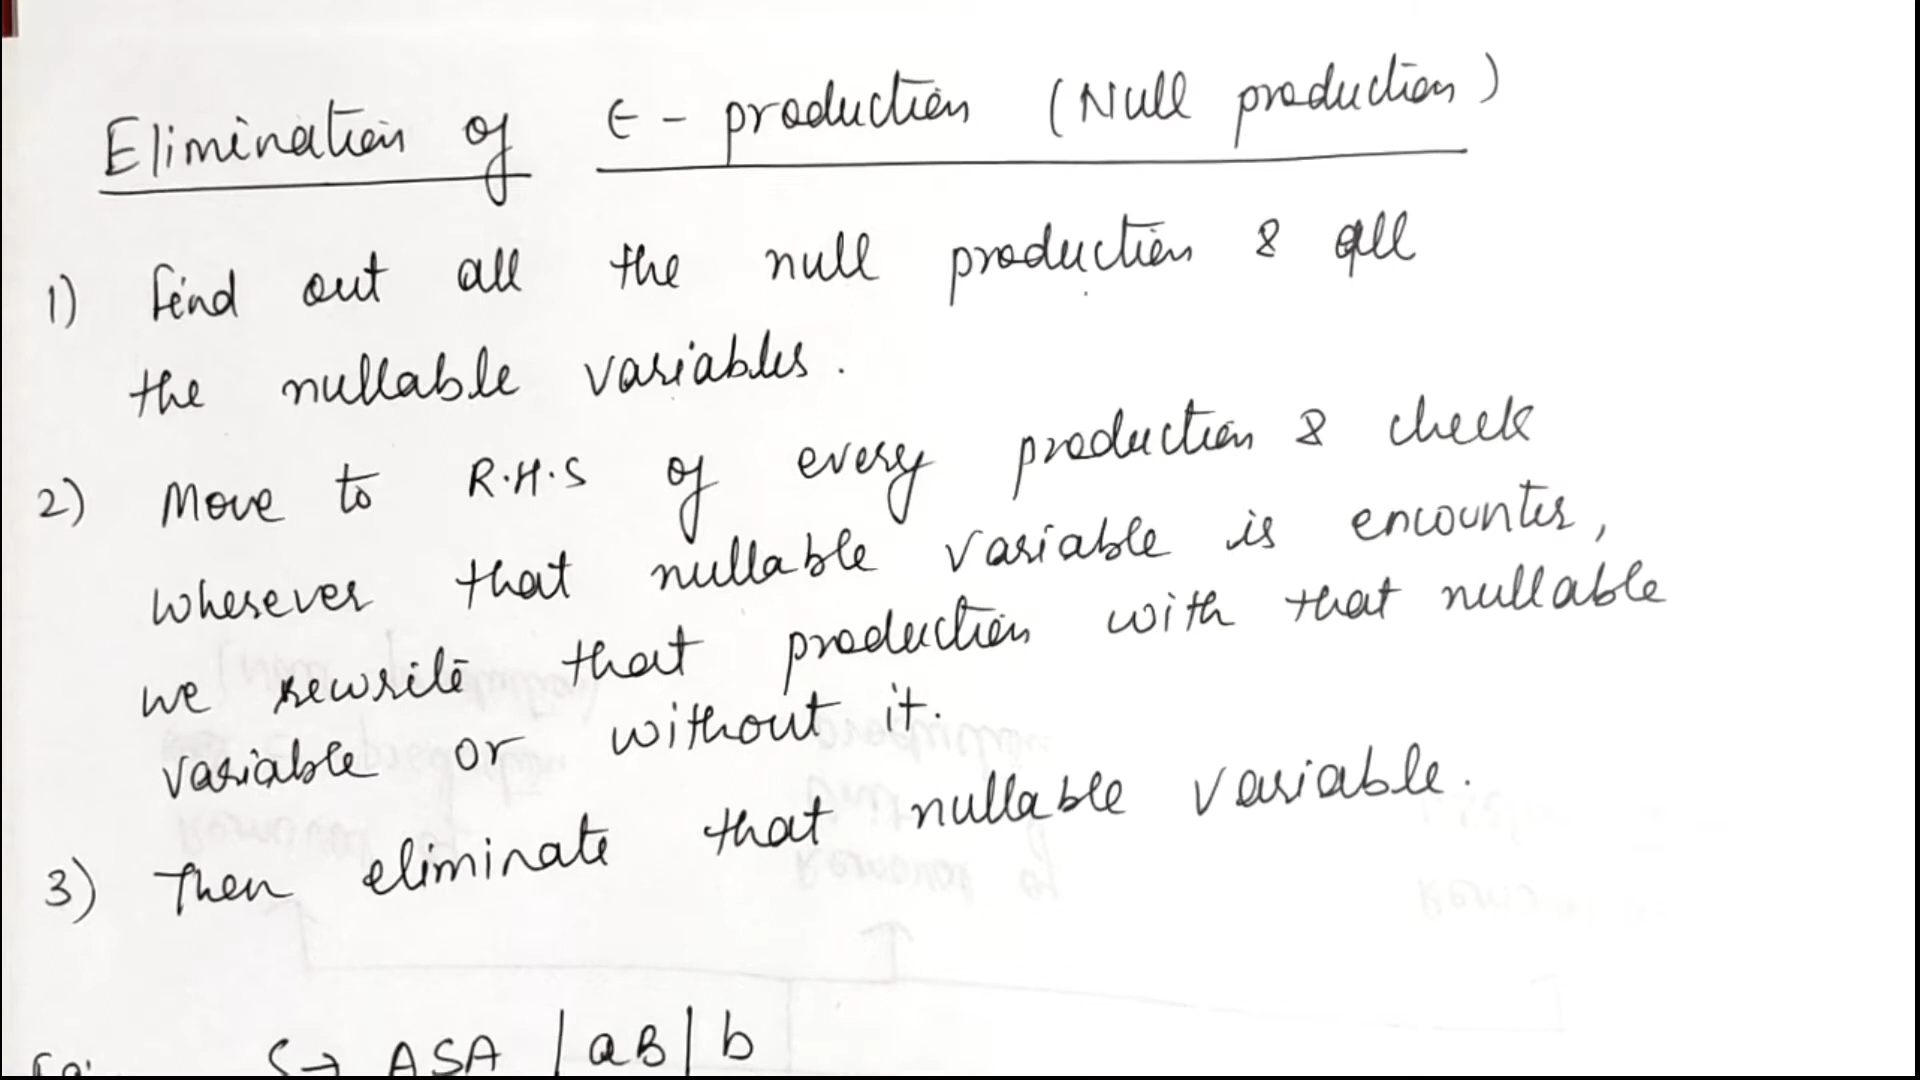 Elimination of ϵ - production (Null production)
1) Find out all the null production & all
the nullable variables.
2) Move to R.H.S of every production & check
wherever that nullable variable is encounter,
we rewrite that production with that nullable
variable or without it.
3) Then eliminate that nullable variable.
S → ASA | aB | b